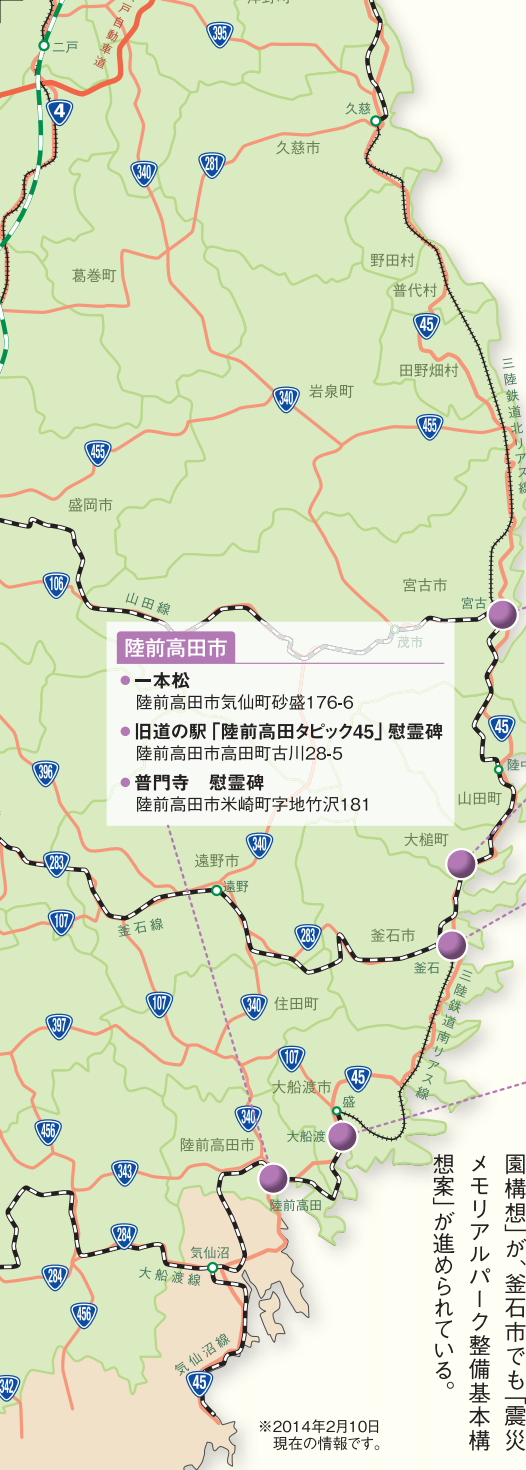 395
戸自動車道
二戸
4
久慈
久慈市
281
340
野田村
葛巻町
普代村
45
田野畑村
三陸鉄道北リアス線
岩泉町
340
455
455
盛岡市
106
宮古市
宮古
山田線
茂市
陸前高田市
●一本松
陸前高田市気仙町砂盛176-6
●旧道の駅「陸前高田タピック45」慰霊碑
陸前高田市高田町古川28-5
●普門寺　慰霊碑
陸前高田市米崎町字地竹沢181
45
陸中
山田町
396
大槌町
340
283
遠野市
遠野
107
釜石線
283
釜石市
釜石
三陸鉄道南リアス線
107
340
住田町
397
107
大船渡市
45
盛
340
大船渡
456
陸前高田市
343
陸前高田
284
気仙沼
大船渡線
284
456
気仙沼線
45
342
園構想」が、釜石市でも「震災
メモリアルパーク整備基本構
想案」が進められている。
※2014年2月10日
現在の情報です。